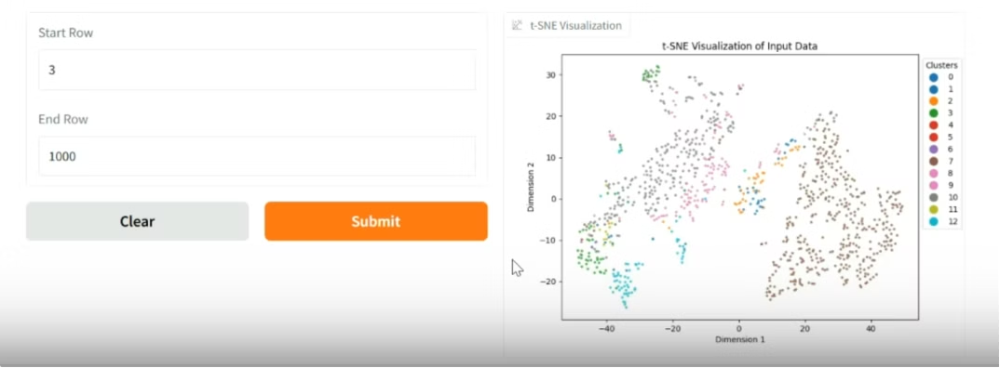 Start Row
3
End Row
1000
Clear
Submit
t-SNE Visualization
t-SNE Visualization of Input Data
30
20
10
0
−10
−20
Dimension 2
−40
−20
0
20
40
Dimension 1
Clusters
0
1
2
3
4
5
6
7
8
9
10
11
12